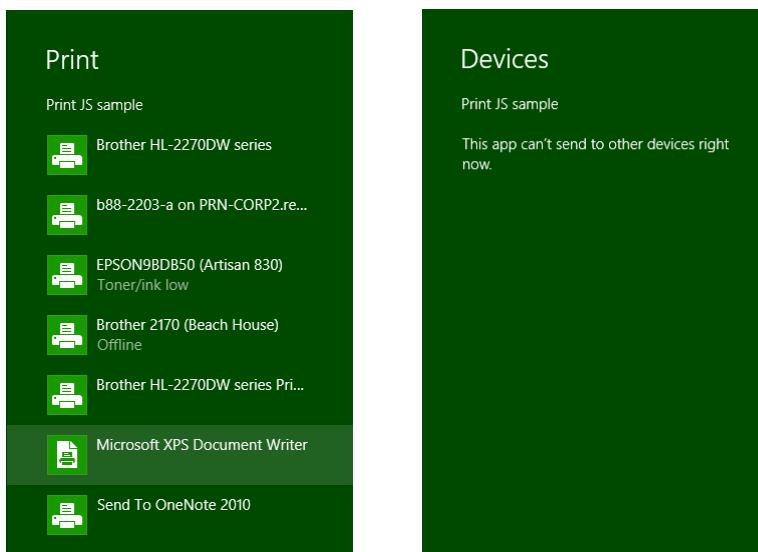 Print
Print JS sample
Brother HL-2270DW series
b88-2203-a on PRN-CORP2.re...
EPSON9BDB50 (Artisan 830)
Toner/ink low
Brother 2170 (Beach House)
Offline
Brother HL-2270DW series Pri...
Microsoft XPS Document Writer
Send To OneNote 2010
Devices
Print JS sample
This app can't send to other devices right
now.